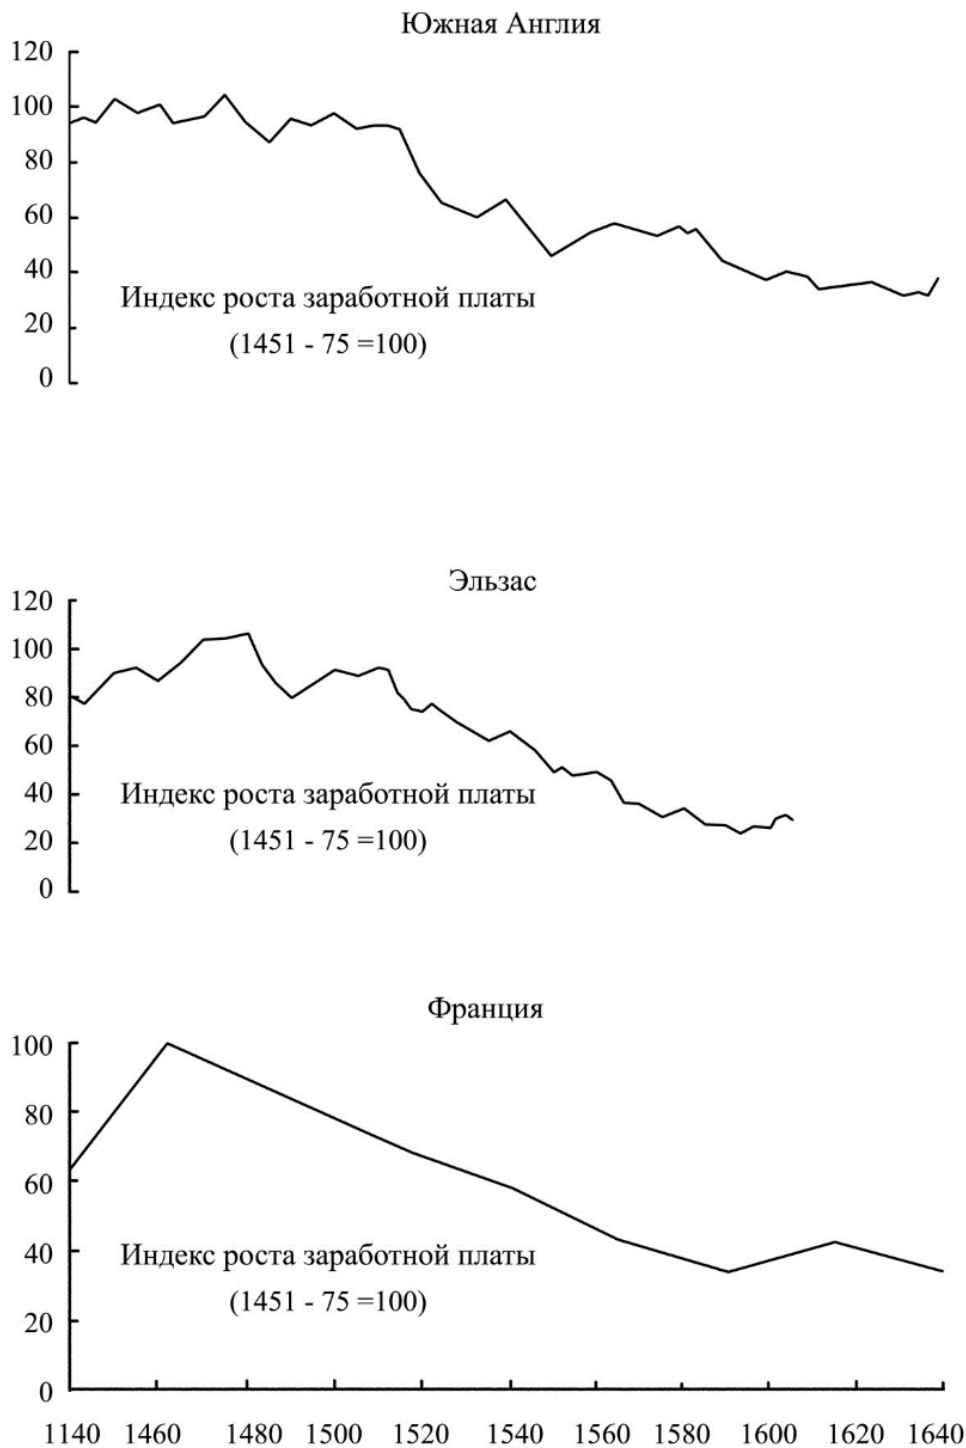 Южная Англия
120
100
80
60
40
20
0
Индекс роста заработной платы
(1451 - 75 =100)
Эльзас
120
100
80
60
40
20
0
Индекс роста заработной платы
(1451 - 75 =100)
Франция
100
80
60
40
20
0
Индекс роста заработной платы
(1451 - 75 =100)
1140 1460 1480 1500 1520 1540 1560 1580 1600 1620 1640